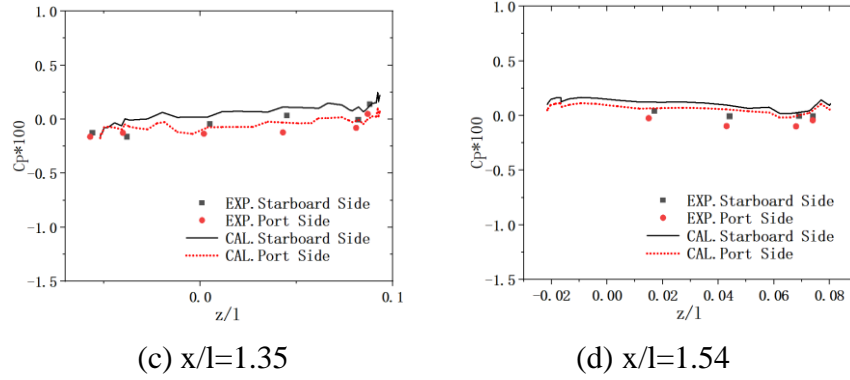 1.0
0.5
0.0
-0.5
-1.0
-1.5
Cp*100
EXP.Starboard Side
EXP.Port Side
CAL.Starboard Side
CAL.Port Side
0.0
0.1
z/l
(c) x/l=1.35
1.0
0.5
0.0
-0.5
-1.0
-1.5
Cp*100
EXP.Starboard Side
EXP.Port Side
CAL.Starboard Side
CAL.Port Side
-0.02
0.00
0.02
0.04
0.06
0.08
z/l
(d) x/l=1.54